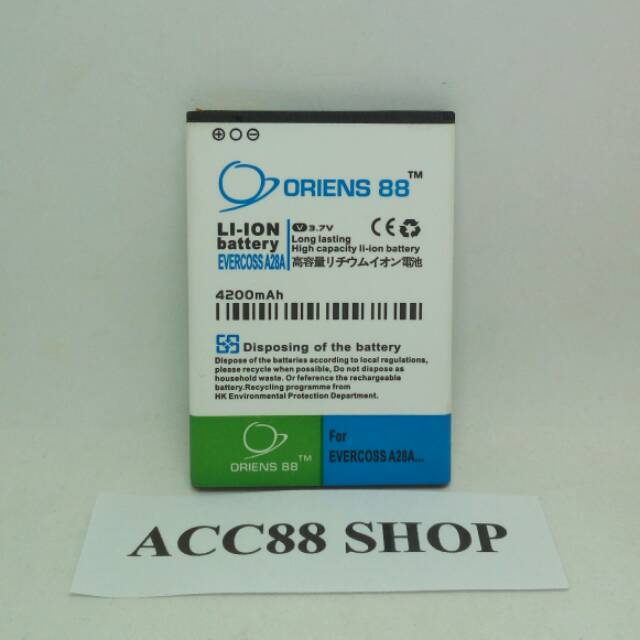 ORIENS 88™
LI-ION
battery
EVERCOSS A28A
V 3.7V
Long lasting
High capacity li-ion battery
高容量リチウムイオン電池
CE
4200mAh
Disposing of the battery
Dispose of the batteries according to local regulations,
please recycle when possible, Do not dispose as
household waste. Or reference the rechargeable
battery.Recycling programme from
HK Environmental Protection Department.
ORIENS 88™
For
EVERCOSS A28A...
ACC88 SHOP